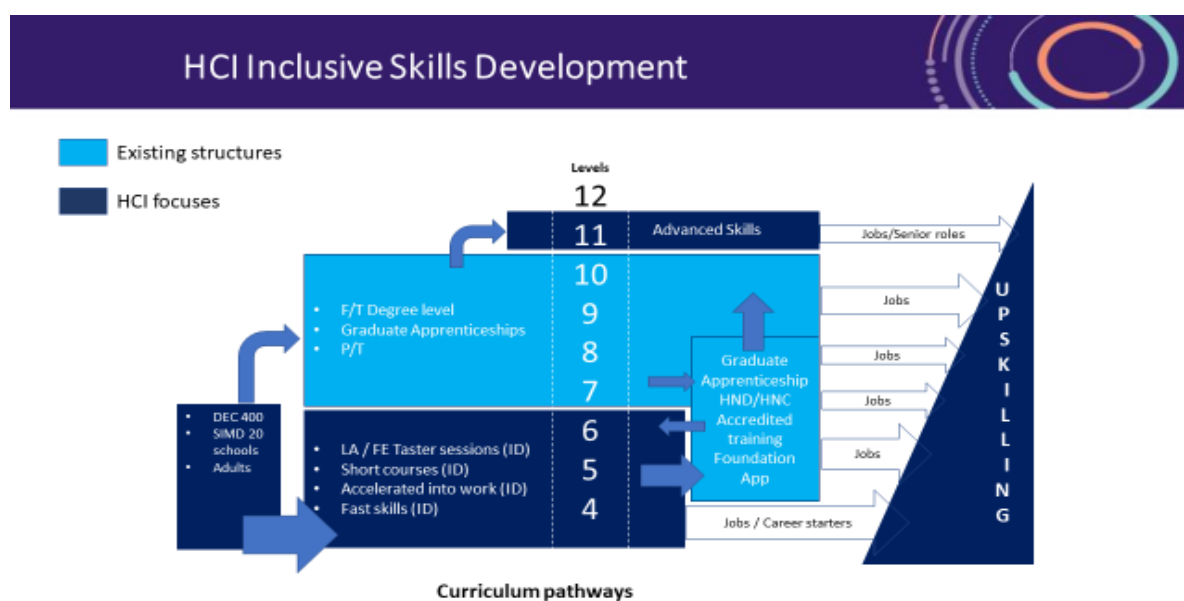 HCI Inclusive Skills Development
Existing structures
HCI focuses
Levels
12
11
10
9
8
7
6
5
4
Advanced Skills
• F/T Degree level
• Graduate Apprenticeships
• P/T
• DEC 400
• SIMD 20
schools
• Adults
• LA / FE Taster sessions (ID)
• Short courses (ID)
• Accelerated into work (ID)
• Fast skills (ID)
Graduate
Apprenticeship
HND/HNC
Accredited
training
Foundation
App
Jobs/Senior roles
Jobs
Jobs
Jobs
Jobs
Jobs / Career starters
UPSKILLING
Curriculum pathways